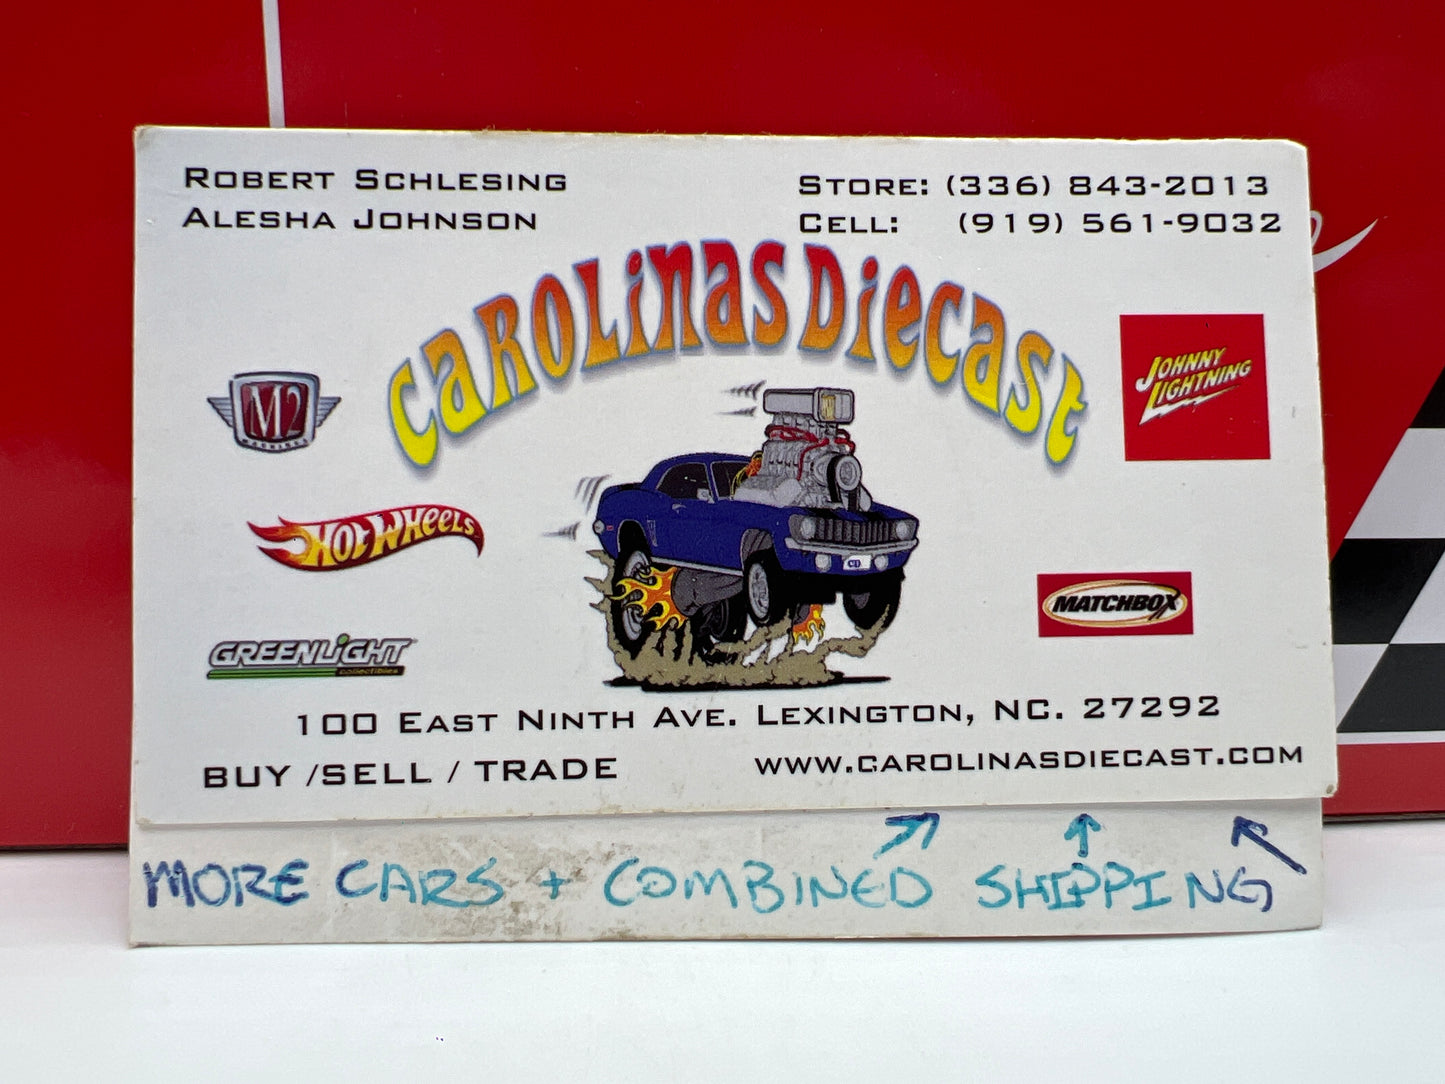 ROBERT SCHLESING
ALESHA JOHNSON
STORE: (336) 843-2013
CELL: (919) 561-9032
CAROLINAS DIECAST
M2
MACHINES
JOHNNY
LIGHTNING
HOT WHEELS
MATCHBOX
GREENLIGHT
collectibles
100 EAST NINTH AVE. LEXINGTON, NC. 27292
BUY /SELL / TRADE
WWW.CAROLINASDIECAST.COM
MORE CARS + COMBINED SHIPPING